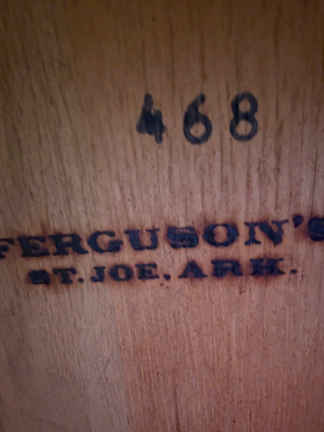 468
FERGUSON'S
ST. JOE, ARK.